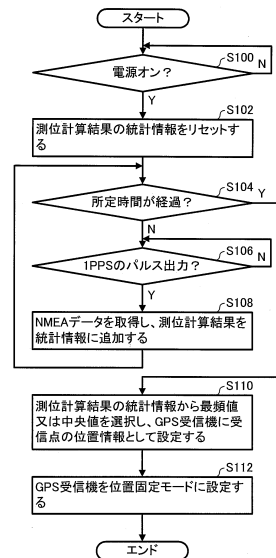 スタート
S100
電源オン?
N
Y
S102
測位計算結果の統計情報をリセットす
る
S104
所定時間が経過?
Y
N
S106
1PPSのパルス出力?
N
Y
S108
NMEAデータを取得し、測位計算結果を
統計情報に追加する
S110
測位計算結果の統計情報から最頻値
又は中央値を選択し、GPS受信機に受
信点の位置情報として設定する
S112
GPS受信機を位置固定モードに設定す
る
エンド